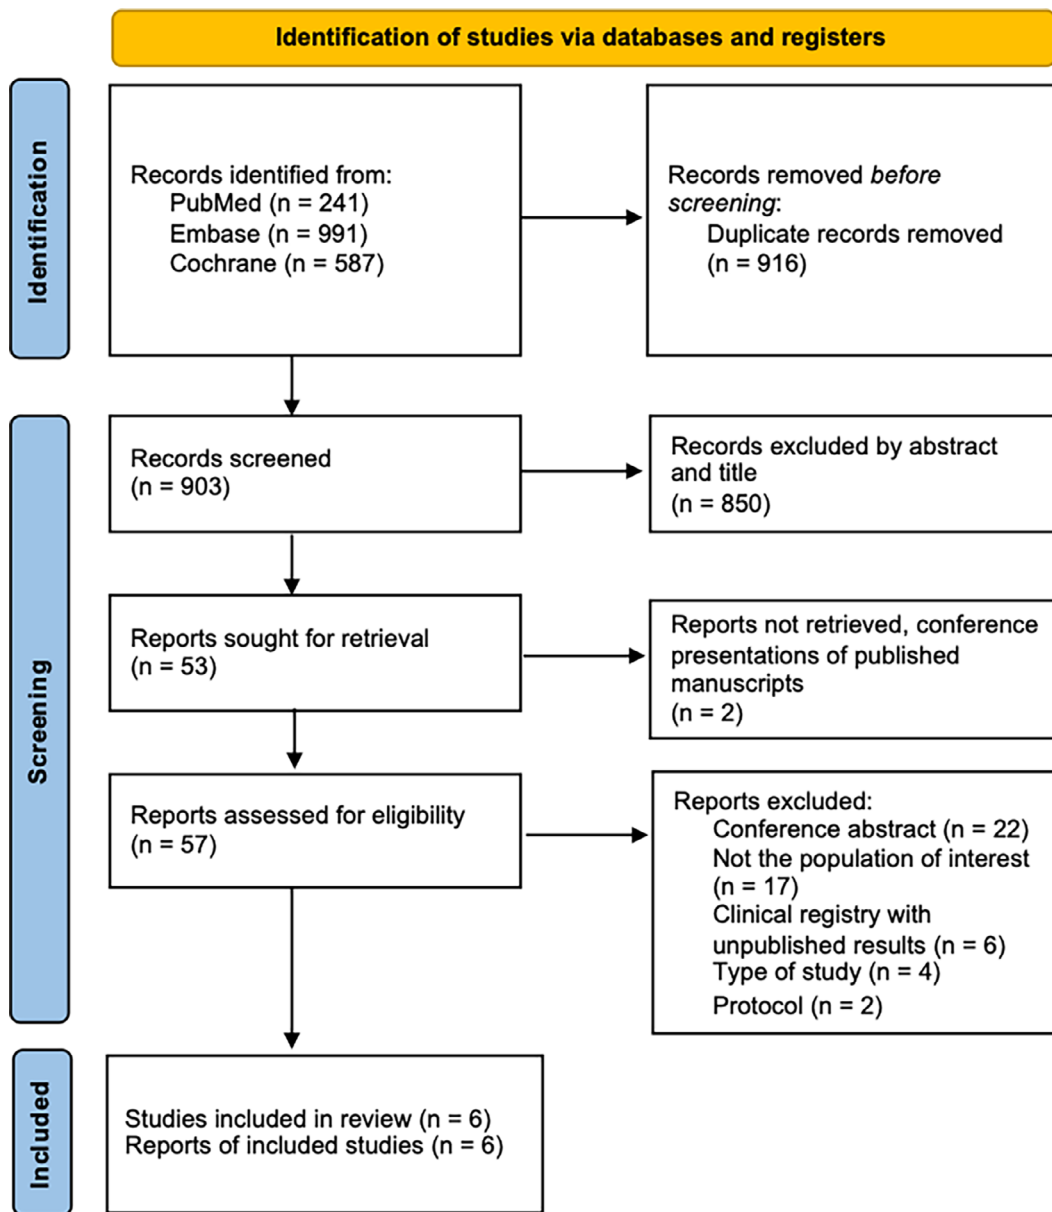 Identification of studies via databases and registers
Identification
Records identified from:
PubMed (n = 241)
Embase (n = 991)
Cochrane (n = 587)
Records removed before
screening:
Duplicate records removed
(n = 916)
Screening
Records screened
(n = 903)
Records excluded by abstract
and title
(n = 850)
Reports sought for retrieval
(n = 53)
Reports not retrieved, conference
presentations of published
manuscripts
(n = 2)
Reports assessed for eligibility
(n = 57)
Reports excluded:
Conference abstract (n = 22)
Not the population of interest
(n = 17)
Clinical registry with
unpublished results (n = 6)
Type of study (n = 4)
Protocol (n = 2)
Included
Studies included in review (n = 6)
Reports of included studies (n = 6)